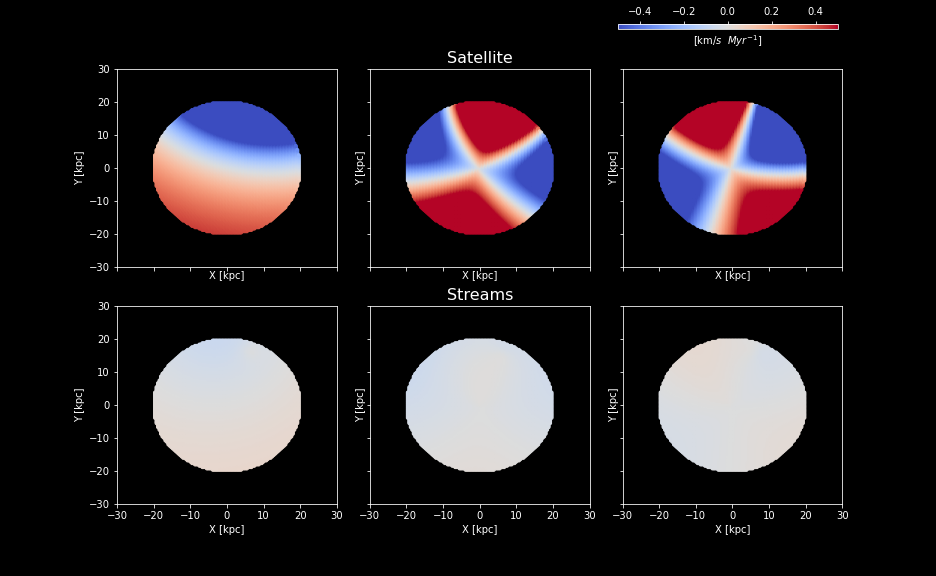 −0.4 −0.2 0.0 0.2 0.4
[km/s Myr⁻¹]
Satellite
30
20
10
0
−10
−20
−30
Y [kpc]
X [kpc]
Y [kpc]
X [kpc]
Y [kpc]
X [kpc]
Streams
30
20
10
0
−10
−20
−30
Y [kpc]
−30 −20 −10 0 10 20 30
X [kpc]
Y [kpc]
−30 −20 −10 0 10 20 30
X [kpc]
Y [kpc]
−30 −20 −10 0 10 20 30
X [kpc]